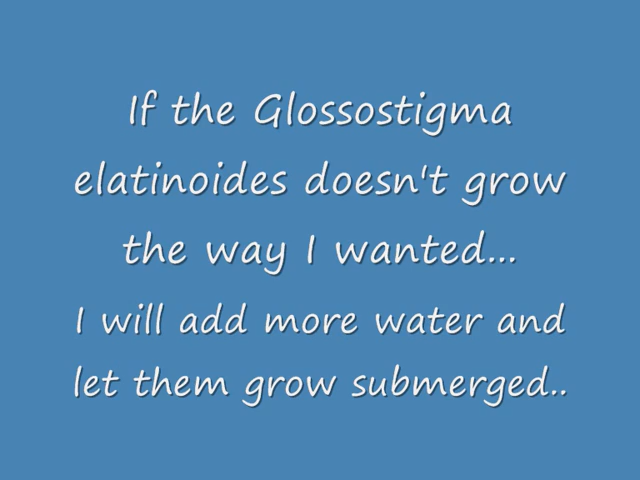 If the Glossostigma
elatinoides doesn't grow
the way I wanted...
I will add more water and
let them grow submerged..